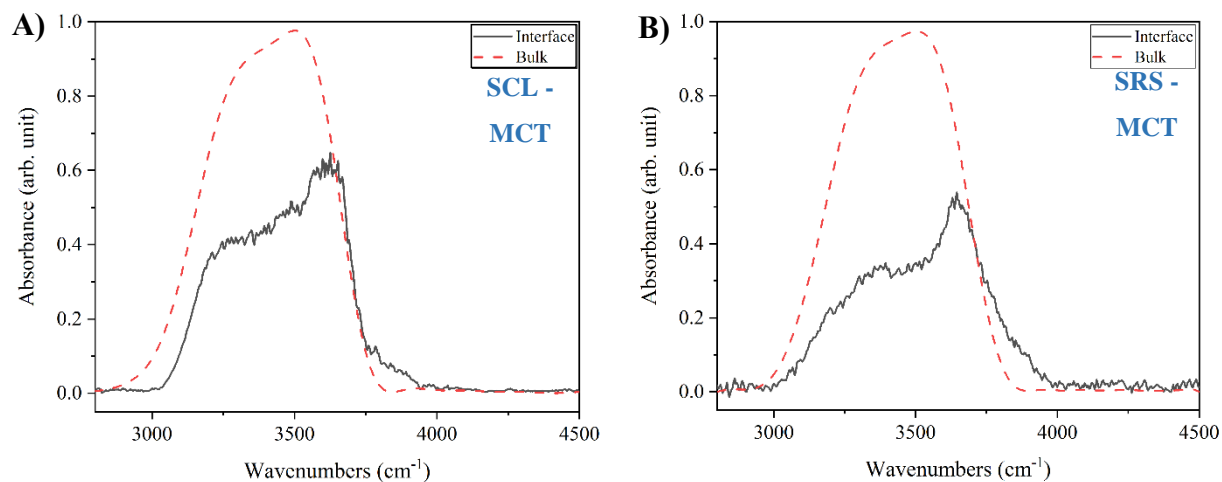 A)
Interface
Bulk
SCL -
MCT
1.0
0.8
0.6
0.4
0.2
0.0
Absorbance (arb. unit)
3000 3500 4000 4500
Wavenumbers (cm⁻¹)
B)
Interface
Bulk
SRS -
MCT
1.0
0.8
0.6
0.4
0.2
0.0
Absorbance (arb. unit)
3000 3500 4000 4500
Wavenumbers (cm⁻¹)